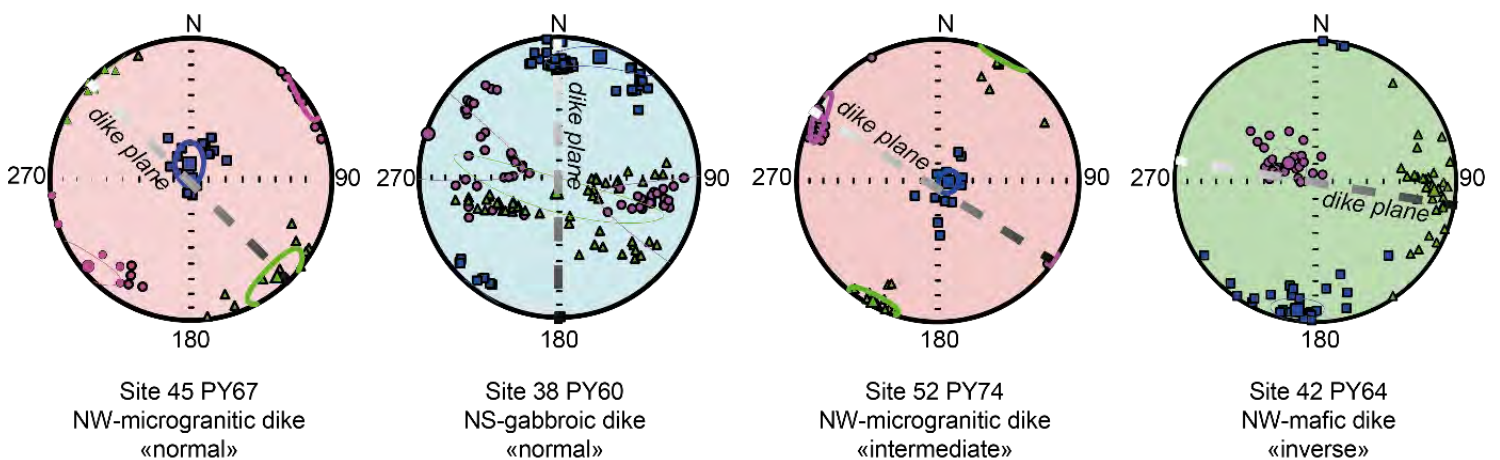 N
270
90
dike plane
180
Site 45 PY67
NW-microgranitic dike
«normal»
N
270
90
dike plane
180
Site 38 PY60
NS-gabbroic dike
«normal»
N
270
90
dike plane
180
Site 52 PY74
NW-microgranitic dike
«intermediate»
N
270
90
dike plane
180
Site 42 PY64
NW-mafic dike
«inverse»